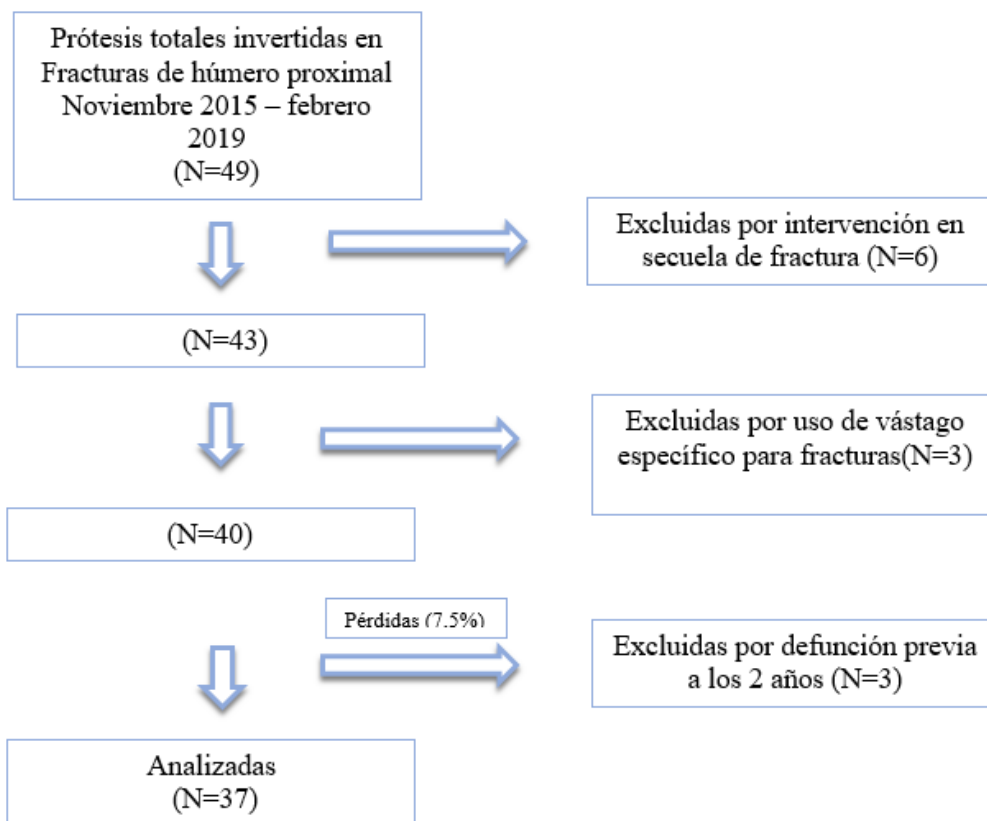 Prótesis totales invertidas en
Fracturas de húmero proximal
Noviembre 2015 – febrero
2019
(N=49)
Excluidas por intervención en
secuela de fractura (N=6)
(N=43)
Excluidas por uso de vástago
específico para fracturas(N=3)
(N=40)
Pérdidas (7.5%)
Excluidas por defunción previa
a los 2 años (N=3)
Analizadas
(N=37)